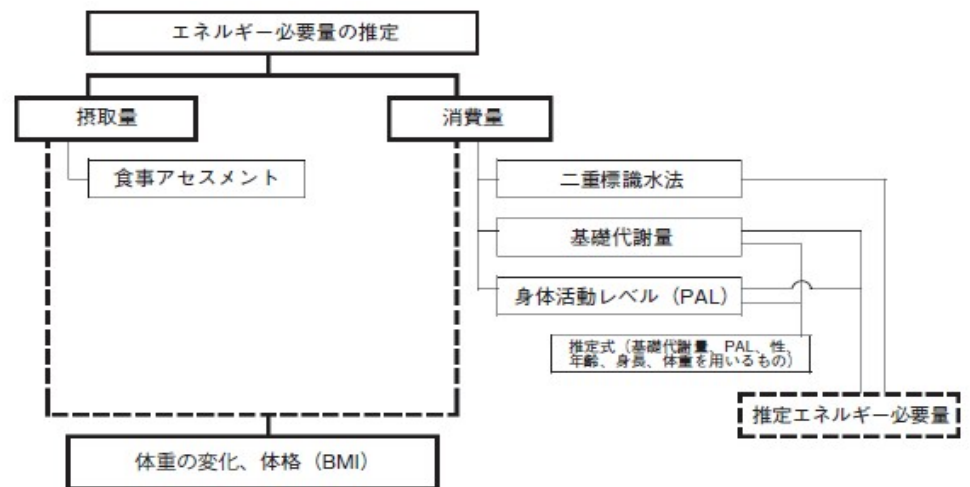 エネルギー必要量の推定
摂取量
消費量
食事アセスメント
二重標識水法
基礎代謝量
身体活動レベル（PAL）
推定式（基礎代謝量、PAL、性、
年齢、身長、体重を用いるもの）
推定エネルギー必要量
体重の変化、体格（BMI）